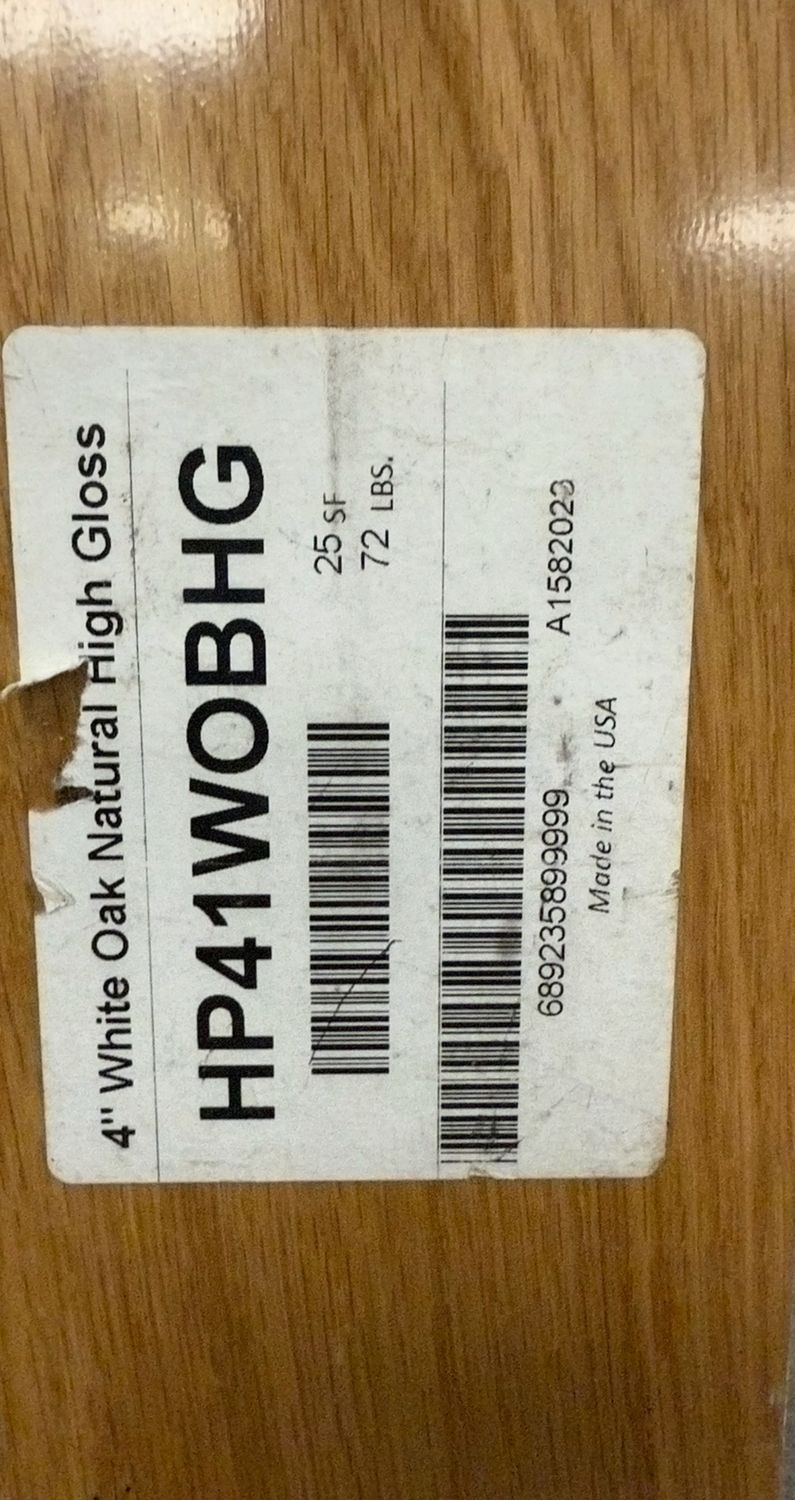 4" White Oak Natural High Gloss
HP41WOBHG
25 SF
72 LBS.
689235899999 A1582023
Made in the USA